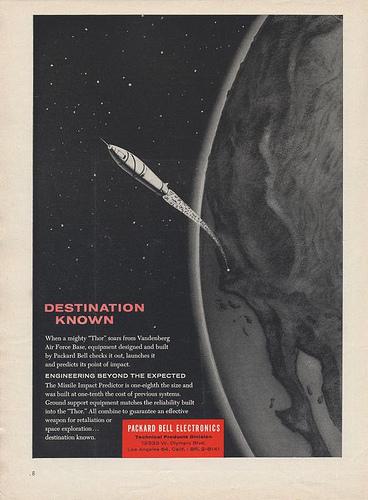 DESTINATION
KNOWN
When a mighty "Thor" soars from Vandenberg
Air Force Base, equipment designed and built
by Packard Bell checks it out, launches it
and predicts its point of impact.
ENGINEERING BEYOND THE EXPECTED
The Missile Impact Predictor is one-eighth the size and
was built at one-tenth the cost of previous systems.
Ground support equipment matches the reliability built
into the "Thor." All combine to guarantee an effective
weapon for retaliation or
space exploration...
destination known.
PACKARD BELL ELECTRONICS
Technical Products Division
12333 W. Olympic Blvd.
Los Angeles 64, Calif. · BR. 2-6141
8